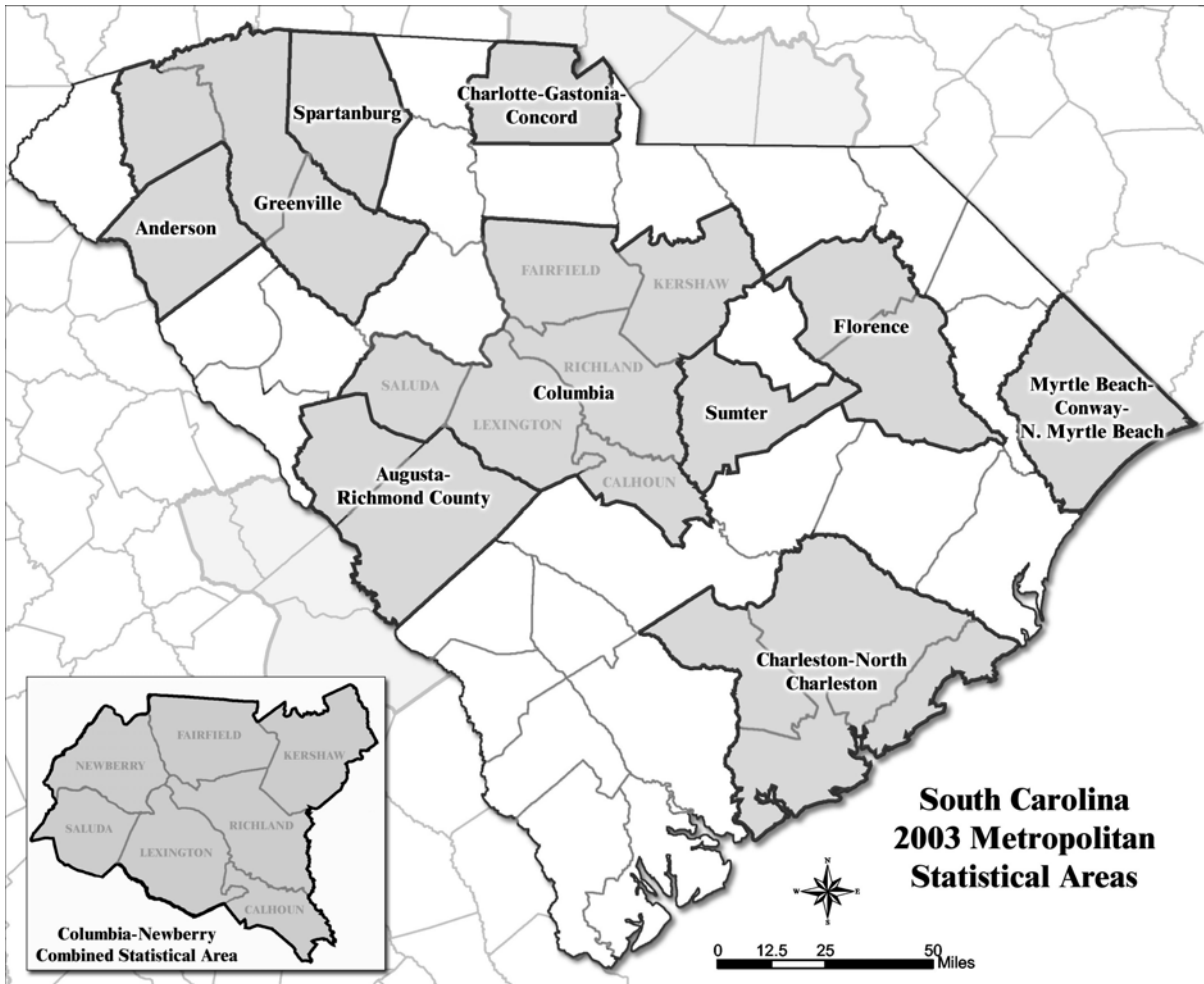 Spartanburg
Charlotte-Gastonia-
Concord
Greenville
Anderson
FAIRFIELD
KERSHAW
Florence
SALUDA
RICHLAND
Columbia
LEXINGTON
Sumter
Myrtle Beach-
Conway-
N. Myrtle Beach
Augusta-
Richmond County
CALHOUN
Charleston-North
Charleston
NEWBERRY
FAIRFIELD
KERSHAW
SALUDA
LEXINGTON
RICHLAND
CALHOUN
Columbia-Newberry
Combined Statistical Area
South Carolina
2003 Metropolitan
Statistical Areas
N
W E
S
0 12.5 25 50
Miles